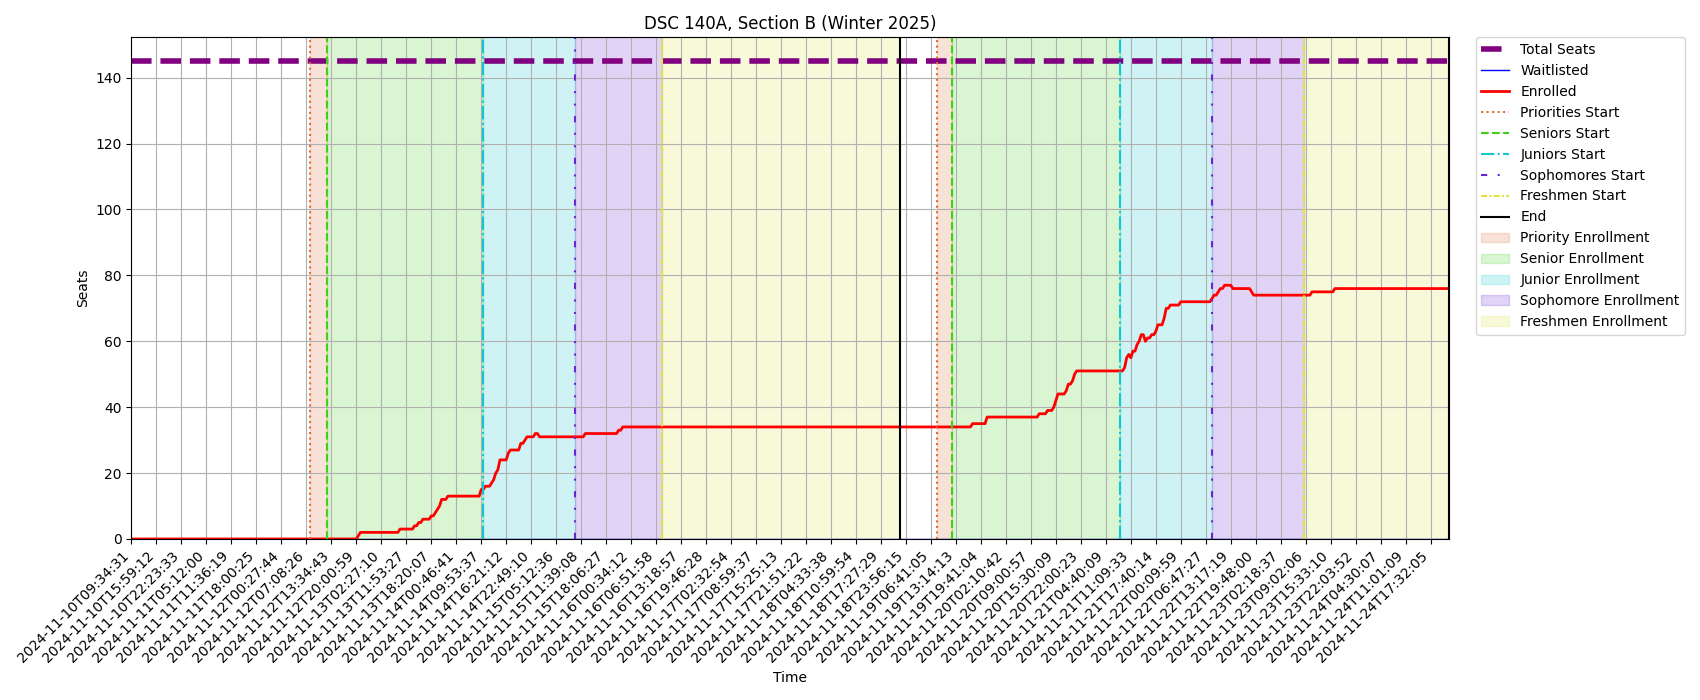 DSC 140A, Section B (Winter 2025)
Total Seats
Waitlisted
Enrolled
Priorities Start
Seniors Start
Juniors Start
Sophomores Start
Freshmen Start
End
Priority Enrollment
Senior Enrollment
Junior Enrollment
Sophomore Enrollment
Freshmen Enrollment
Seats
140
120
100
80
60
40
20
0
2024-11-10T09:34:31
2024-11-10T15:59:12
2024-11-10T22:23:33
2024-11-11T05:12:00
2024-11-11T11:36:19
2024-11-11T18:00:25
2024-11-12T00:27:44
2024-11-12T07:08:26
2024-11-12T13:34:43
2024-11-12T20:00:59
2024-11-13T02:27:10
2024-11-13T11:53:27
2024-11-13T18:20:07
2024-11-14T00:46:41
2024-11-14T09:53:37
2024-11-14T16:21:12
2024-11-14T22:49:10
2024-11-15T05:12:36
2024-11-15T11:39:08
2024-11-15T18:06:27
2024-11-16T00:34:12
2024-11-16T06:51:58
2024-11-16T13:18:57
2024-11-16T19:46:28
2024-11-17T02:32:54
2024-11-17T08:59:37
2024-11-17T15:25:13
2024-11-17T21:51:22
2024-11-18T04:33:38
2024-11-18T10:59:54
2024-11-18T17:27:29
2024-11-18T23:56:15
2024-11-19T06:41:05
2024-11-19T13:14:13
2024-11-19T19:41:04
2024-11-20T02:10:42
2024-11-20T09:00:57
2024-11-20T15:30:09
2024-11-20T22:00:23
2024-11-21T04:40:09
2024-11-21T11:09:33
2024-11-21T17:40:14
2024-11-22T00:09:59
2024-11-22T06:47:27
2024-11-22T13:17:19
2024-11-22T19:48:00
2024-11-23T02:18:37
2024-11-23T09:02:06
2024-11-23T15:33:10
2024-11-23T22:03:52
2024-11-24T04:30:07
2024-11-24T11:01:09
2024-11-24T17:32:05
Time